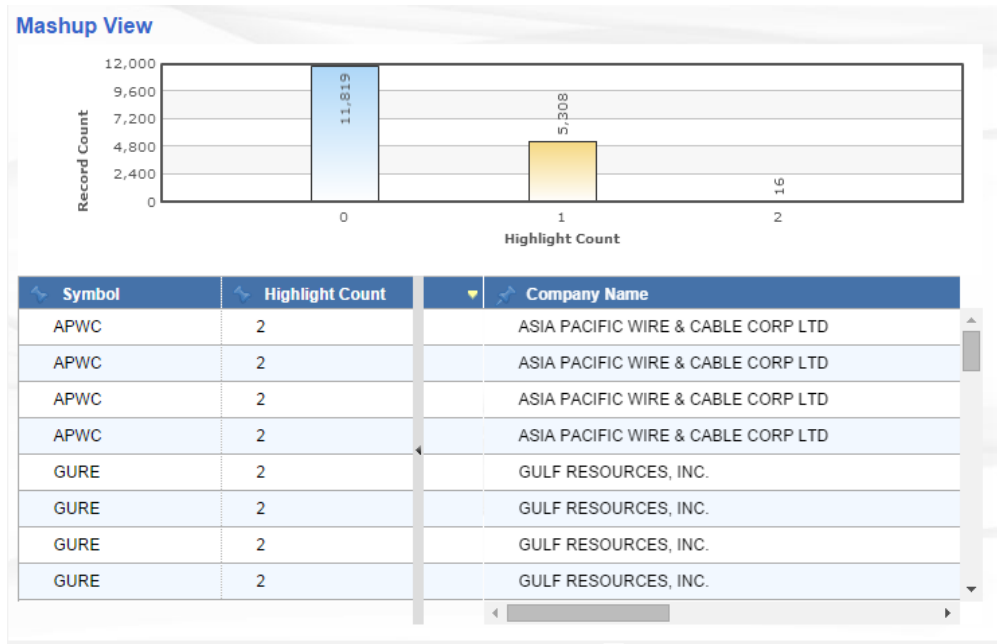 Mashup View
12,000
9,600
7,200
4,800
2,400
0
Record Count
11,819
5,308
16
0 1 2
Highlight Count
Symbol Highlight Count Company Name
APWC 2 ASIA PACIFIC WIRE & CABLE CORP LTD
APWC 2 ASIA PACIFIC WIRE & CABLE CORP LTD
APWC 2 ASIA PACIFIC WIRE & CABLE CORP LTD
APWC 2 ASIA PACIFIC WIRE & CABLE CORP LTD
GURE 2 GULF RESOURCES, INC.
GURE 2 GULF RESOURCES, INC.
GURE 2 GULF RESOURCES, INC.
GURE 2 GULF RESOURCES, INC.